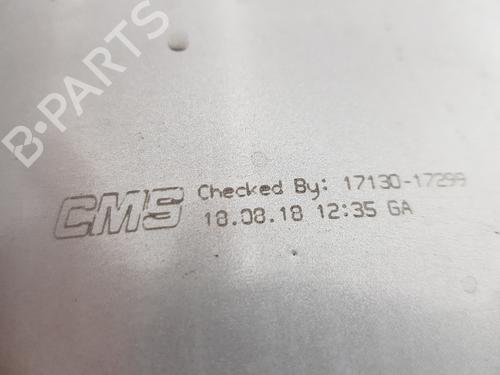 B-PARTS
CMS
Checked By: 17130-17299
18.08.18 12:35 GA